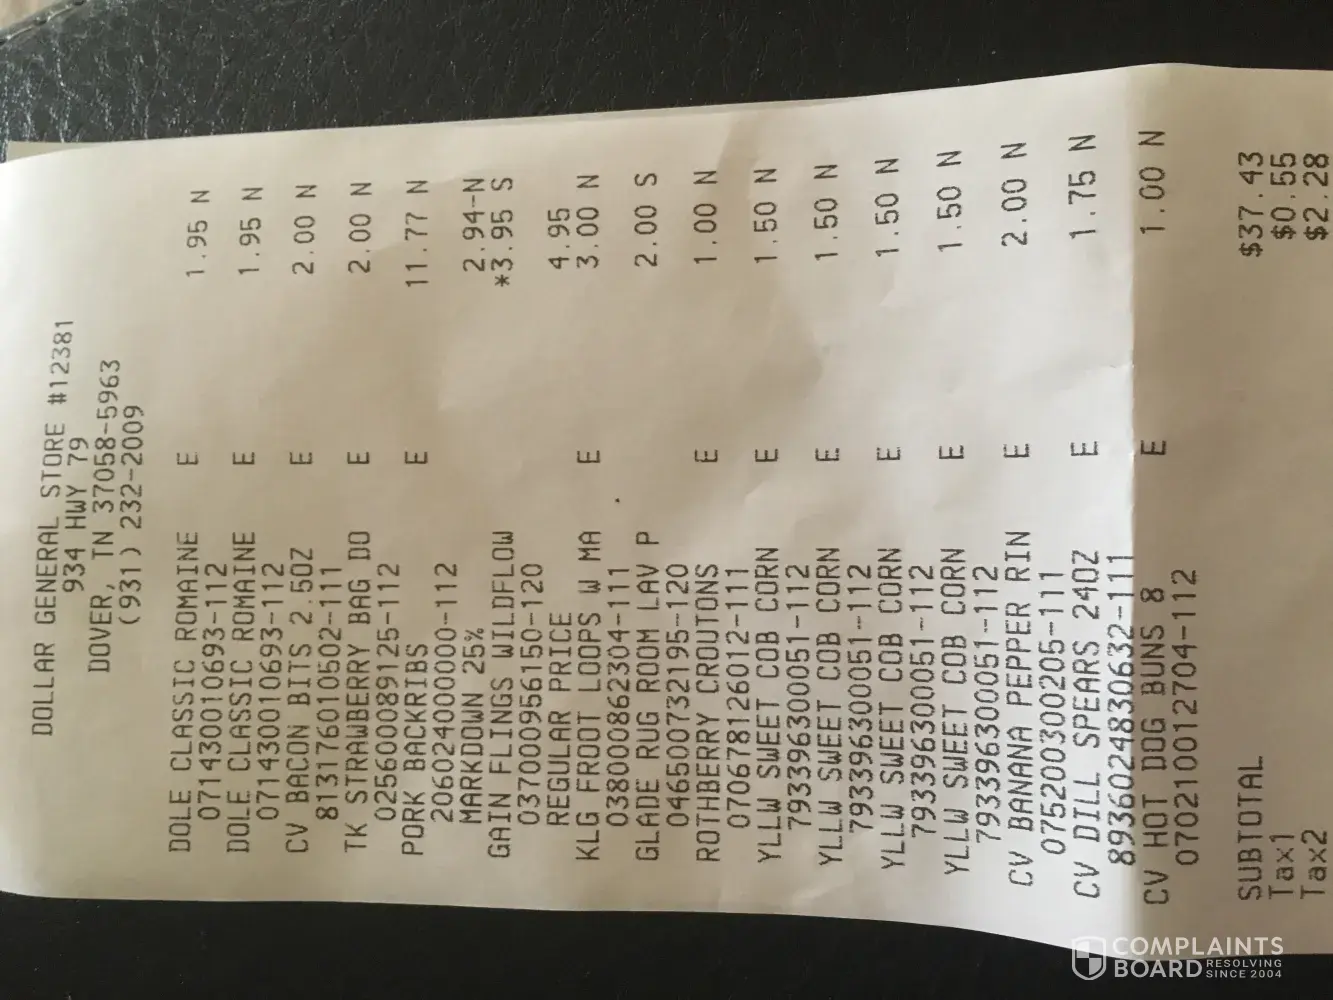 DOLLAR GENERAL STORE #12381
934 HWY 79
DOVER, TN 37058-5963
(931) 232-2009
DOLE CLASSIC ROMAINE E 1.95 N
071430010693-112
DOLE CLASSIC ROMAINE E 1.95 N
071430010693-112
CV BACON BITS 2.5OZ E 2.00 N
813176010502-111
TK STRAWBERRY BAG DO E 2.00 N
025600089125-112
PORK BACKRIBS E 11.77 N
206024000000-112
MARKDOWN 25% 2.94-N
GAIN FLINGS WILDFLOW *3.95 S
037000956150-120
REGULAR PRICE 4.95
KLG FROOT LOOPS W MA E 3.00 N
038000862304-111
GLADE RUG ROOM LAV P 2.00 S
046500732195-120
ROTHBERRY CROUTONS E 1.00 N
070678126012-111
YLLW SWEET COB CORN E 1.50 N
793396300051-112
YLLW SWEET COB CORN E 1.50 N
793396300051-112
YLLW SWEET COB CORN E 1.50 N
793396300051-112
YLLW SWEET COB CORN E 1.50 N
793396300051-112
CV BANANA PEPPER RIN E 2.00 N
075200300205-111
CV DILL SPEARS 24OZ E 1.75 N
8936024830632-111
CV HOT DOG BUNS 8 E 1.00 N
070210012704-112
SUBTOTAL $37.43
Tax1 $0.55
Tax2 $2.28
COMPLAINTS
BOARD RESOLVING
SINCE 2004